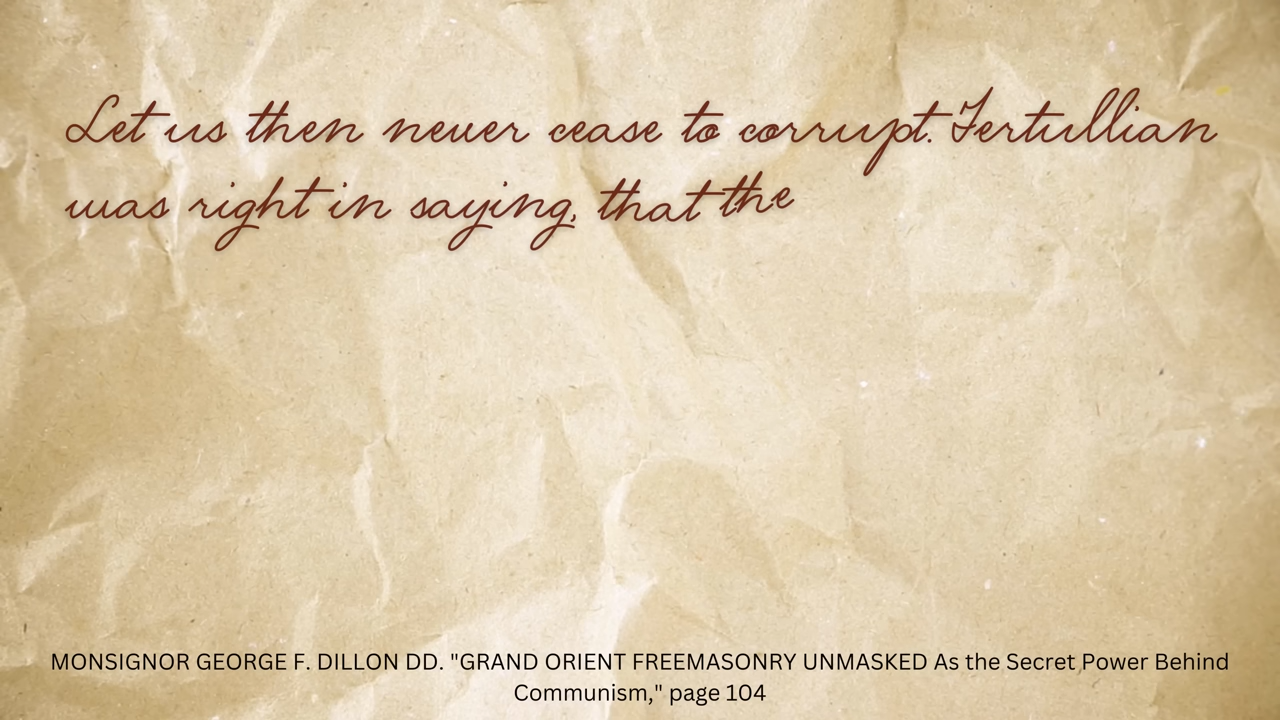 Let us then never cease to corrupt. Tertullian
was right in saying, that the
MONSIGNOR GEORGE F. DILLON DD. "GRAND ORIENT FREEMASONRY UNMASKED As the Secret Power Behind
Communism," page 104